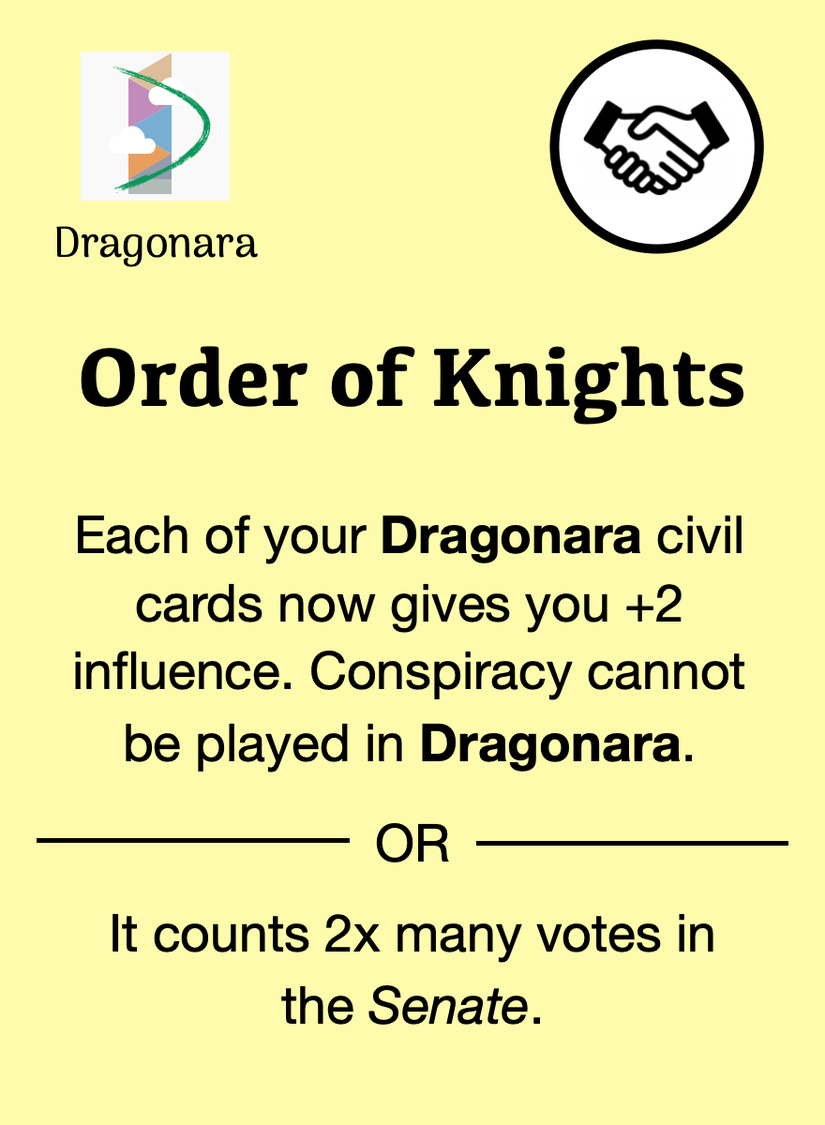 Dragonara
Order of Knights
Each of your Dragonara civil
cards now gives you +2
influence. Conspiracy cannot
be played in Dragonara.
OR
It counts 2x many votes in
the Senate.